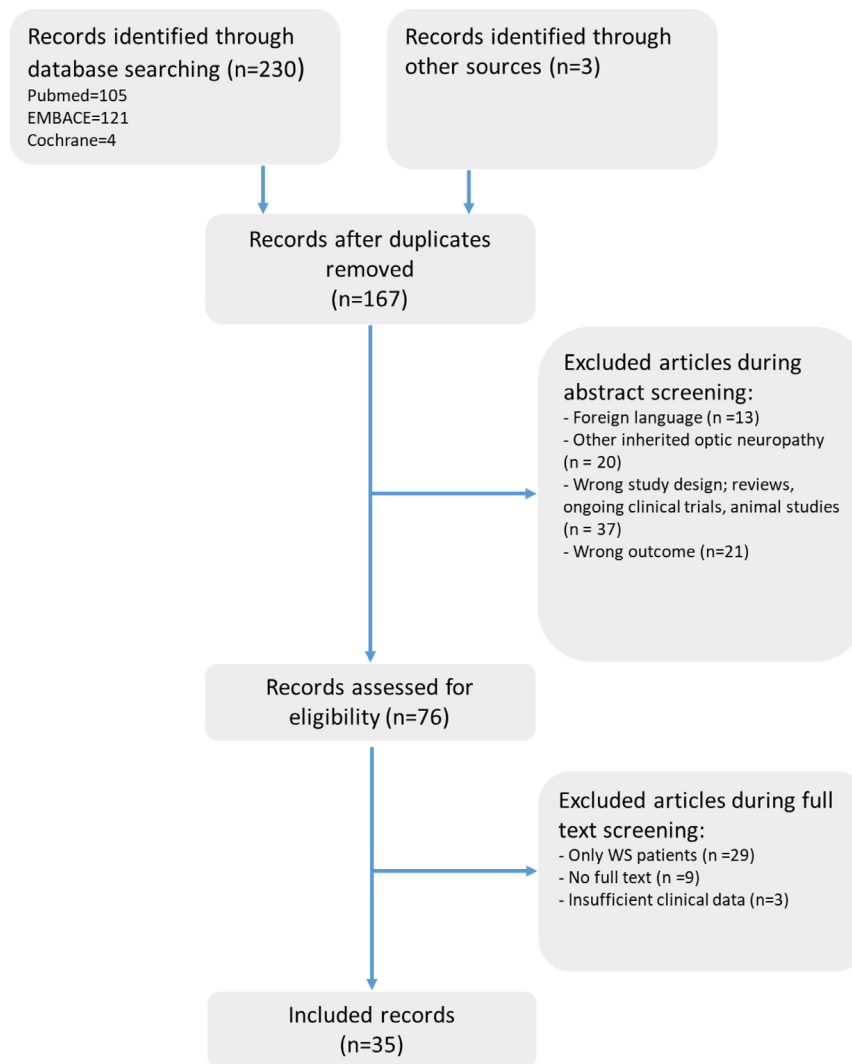 Records identified through
database searching (n=230)
Pubmed=105
EMBACE=121
Cochrane=4
Records identified through
other sources (n=3)
Records after duplicates
removed
(n=167)
Excluded articles during
abstract screening:
- Foreign language (n =13)
- Other inherited optic neuropathy
(n = 20)
- Wrong study design; reviews,
ongoing clinical trials, animal studies
(n = 37)
- Wrong outcome (n=21)
Records assessed for
eligibility (n=76)
Excluded articles during full
text screening:
- Only WS patients (n =29)
- No full text (n =9)
- Insufficient clinical data (n=3)
Included records
(n=35)